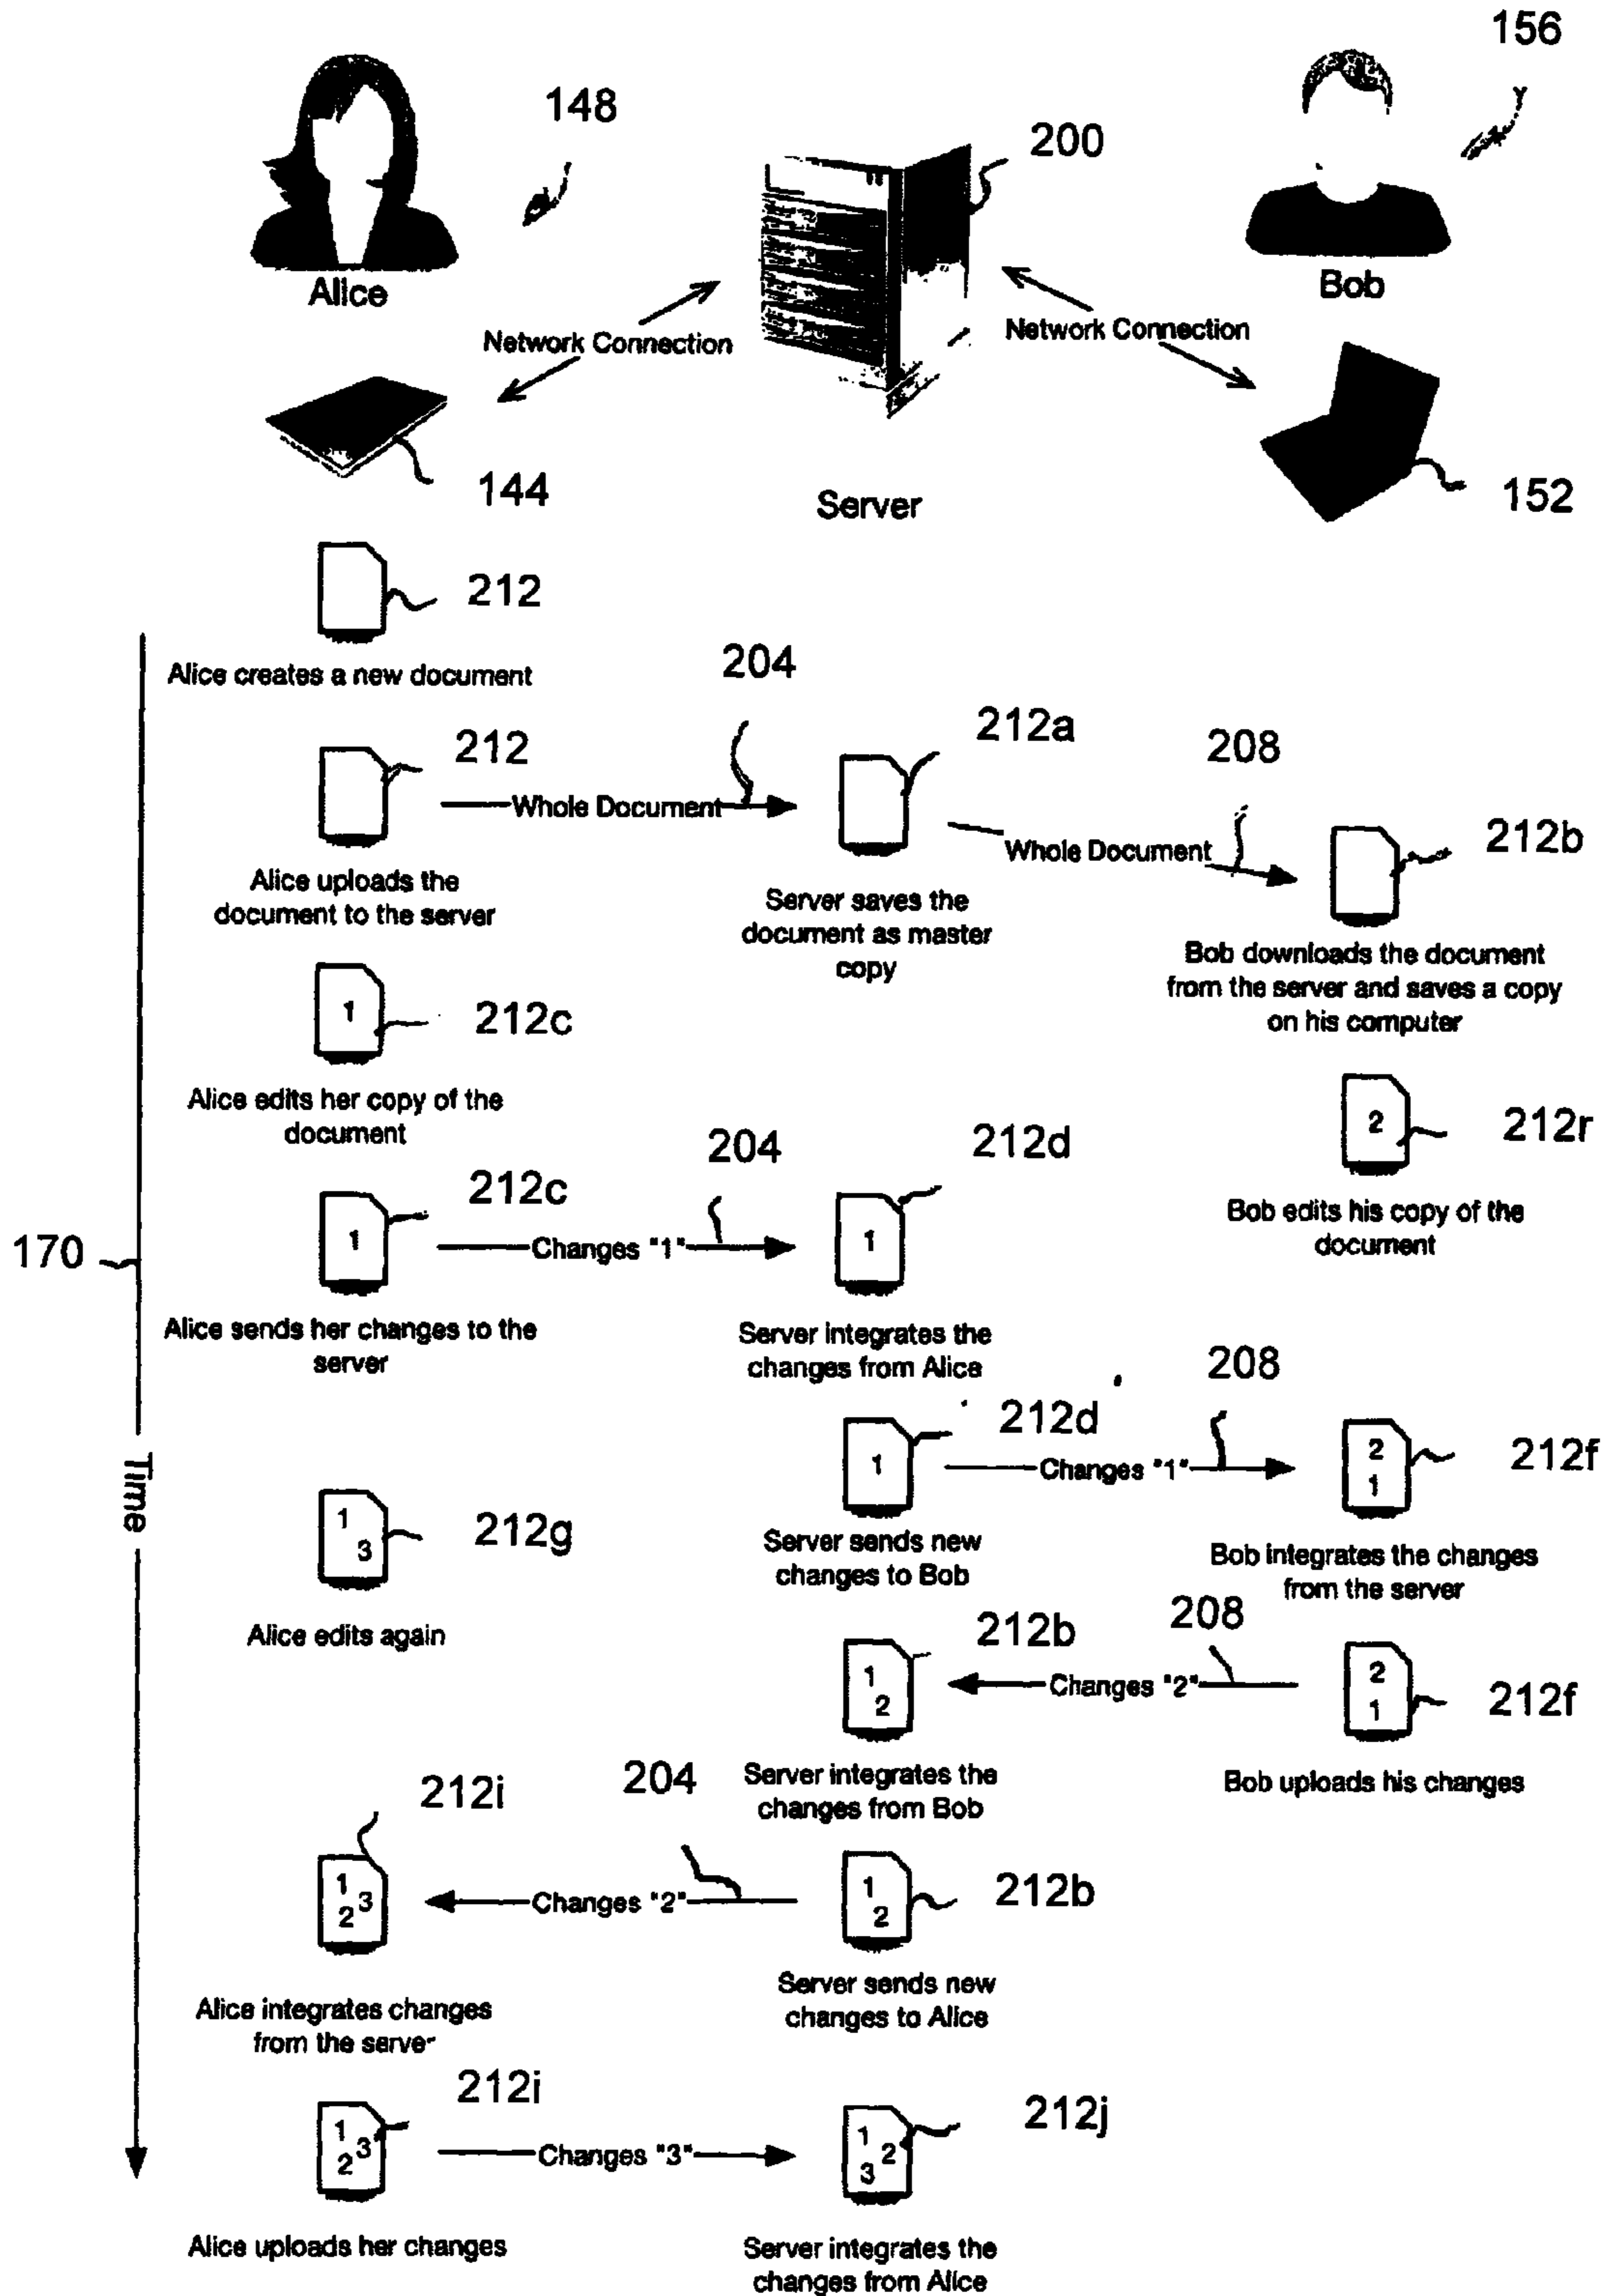 156
148
200
Alice
Bob
Network Connection
Network Connection
144
Server
152
212
Alice creates a new document
204
212
212a
208
Whole Document
Whole Document
212b
Alice uploads the
document to the server
Server saves the
document as master
copy
Bob downloads the document
from the server and saves a copy
on his computer
1
212c
Alice edits her copy of the
document
2
212r
Bob edits his copy of the
document
204
212d
212c
1
Changes "1"
1
170
Alice sends her changes to the
server
Server integrates the
changes from Alice
208
212d
1
Changes "1"
2
1
212f
Time
Server sends new
changes to Bob
Bob integrates the changes
from the server
1
3
212g
Alice edits again
212b
208
1
2
Changes "2"
2
1
212f
Server integrates the
changes from Bob
Bob uploads his changes
212i
204
1
3
2
Changes "2"
1
2
212b
Alice integrates changes
from the server
Server sends new
changes to Alice
212i
212j
1
3
2
Changes "3"
1
2
3
Alice uploads her changes
Server integrates the
changes from Alice